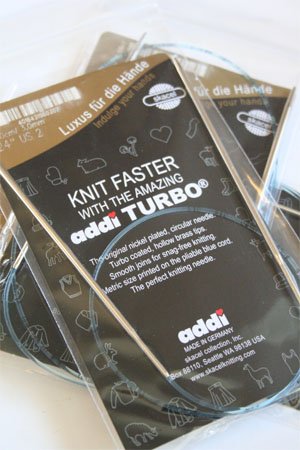 Luxus für die Hände
Indulge your hands
skacel
24" US 2
KNIT FASTER
WITH THE AMAZING
addi TURBO®
The original nickel plated, circular needle.
Turbo coated, hollow brass tips.
Smooth joins for snag-free knitting.
Metric size printed on the pliable blue cord.
The perfect knitting needle.
addi
MADE IN GERMANY
skacel collection, Inc.
Box 88110, Seattle WA 98138 USA
www.skacelknitting.com
für die Hände
your hands
skacel